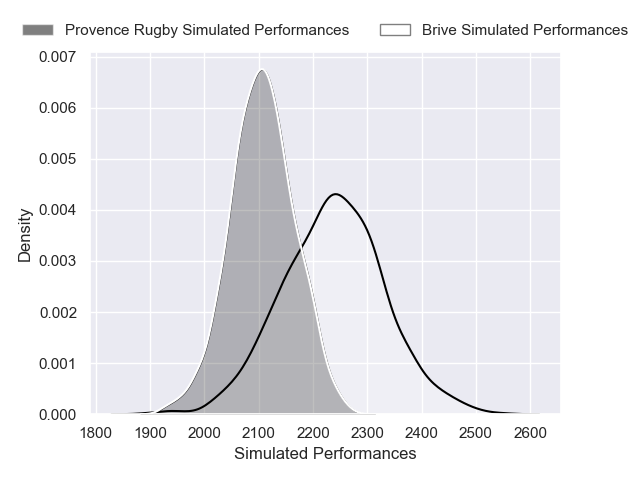 Provence Rugby Simulated Performances Brive Simulated Performances
0.007
0.006
0.005
0.004
0.003
0.002
0.001
0.000
Density
1800 1900 2000 2100 2200 2300 2400 2500 2600
Simulated Performances